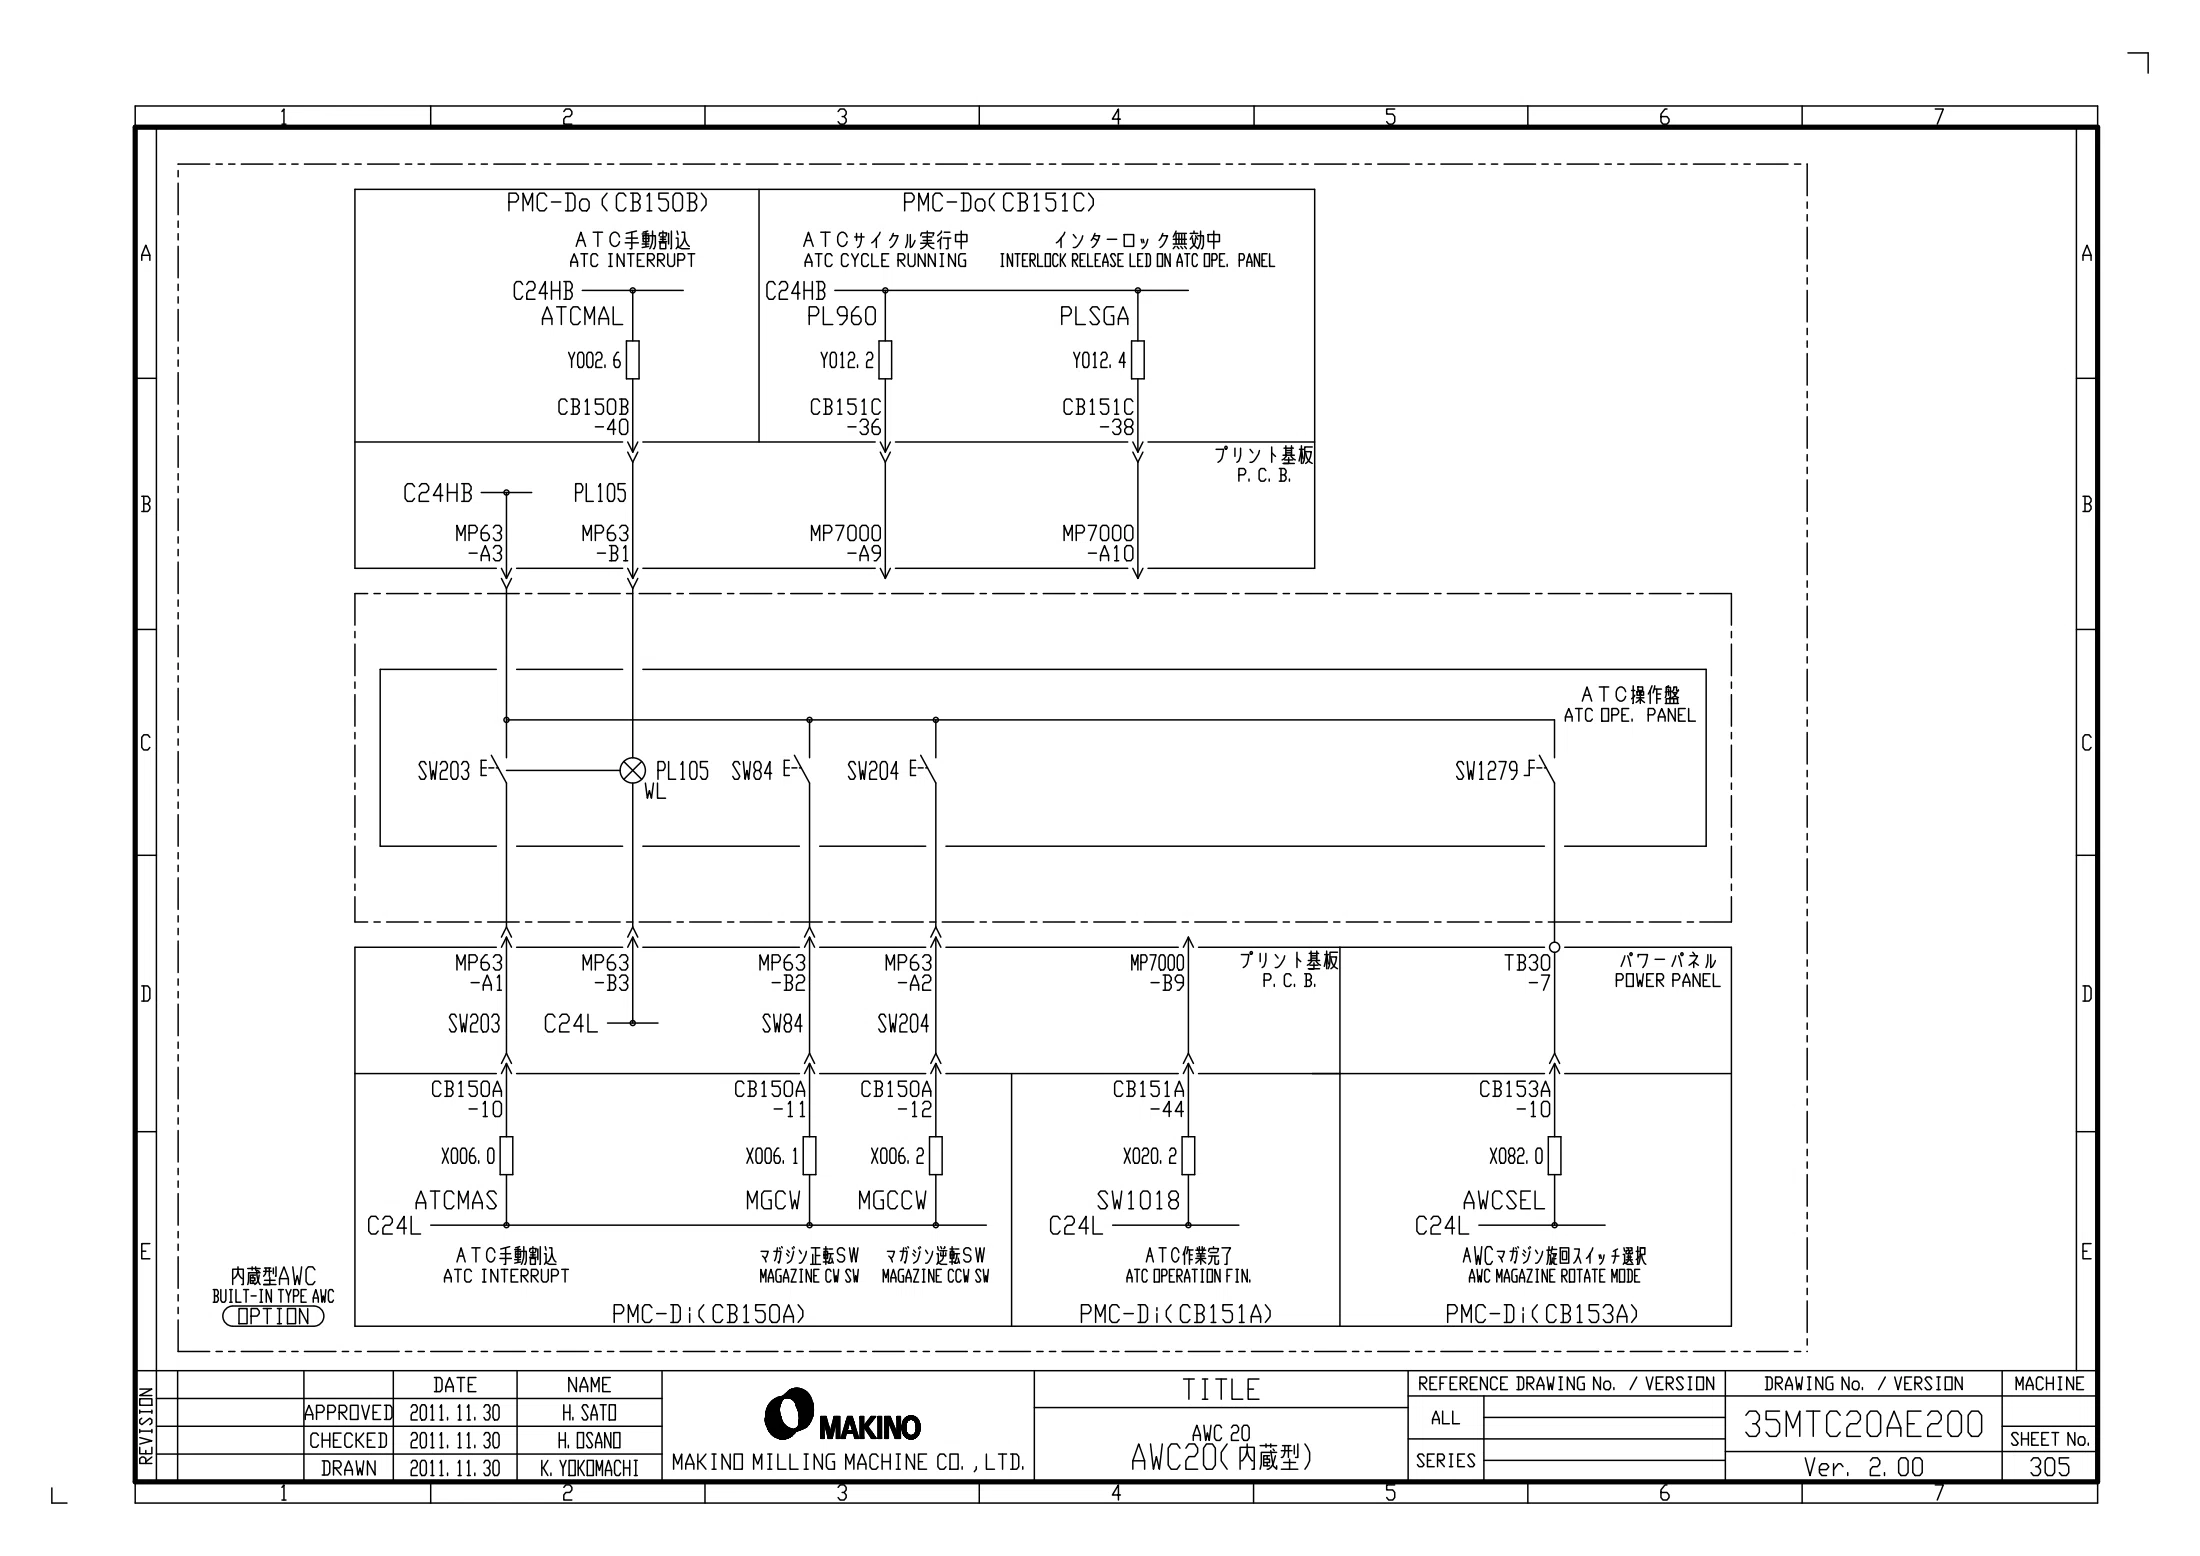 1 2 3 4 5 6 7
PMC-Do (CB150B)
PMC-Do(CB151C)
ATC手動割込
ATC INTERRUPT
ATCサイクル実行中
ATC CYCLE RUNNING
インターロック無効中
INTERLOCK RELEASE LED ON ATC OPE. PANEL
A A
C24HB C24HB
ATCMAL PL960 PLSGA
Y002.6 Y012.2 Y012.4
CB150B CB151C CB151C
-40 -36 -38
プリント基板
P.C.B.
C24HB PL105
B B
MP63 MP63 MP7000 MP7000
-A3 -B1 -A9 -A10
ATC操作盤
ATC OPE. PANEL
C C
SW203 PL105 SW84 SW204 SW1279
WL
MP63 MP63 MP63 MP63 MP7000 プリント基板 TB30 パワーパネル
-A1 -B3 -B2 -A2 -B9 P.C.B. -7 POWER PANEL
D D
SW203 C24L SW84 SW204
CB150A CB150A CB150A CB151A CB153A
-10 -11 -12 -44 -10
X006.0 X006.1 X006.2 X020.2 X082.0
ATCMAS MGCW MGCCW SW1018 AWCSEL
C24L C24L C24L
E E
ATC手動割込 マガジン正転SW マガジン逆転SW ATC作業完了 AWCマガジン旋回スイッチ選択
ATC INTERRUPT MAGAZINE CW SW MAGAZINE CCW SW ATC OPERATION FIN. AWC MAGAZINE ROTATE MODE
内蔵型AWC
BUILT-IN TYPE AWC
OPTION
PMC-Di(CB150A) PMC-Di(CB151A) PMC-Di(CB153A)
REVISION
DATE NAME
APPROVED 2011.11.30 H. SATO
CHECKED 2011.11.30 H. OSANO
DRAWN 2011.11.30 K. YOKOMACHI
MAKINO
MAKINO MILLING MACHINE CO.,LTD.
TITLE
AWC 20
AWC20(内蔵型)
REFERENCE DRAWING No. / VERSION
ALL
SERIES
DRAWING No. / VERSION
35MTC20AE200
Ver. 2.00
MACHINE
SHEET No.
305
1 2 3 4 5 6 7